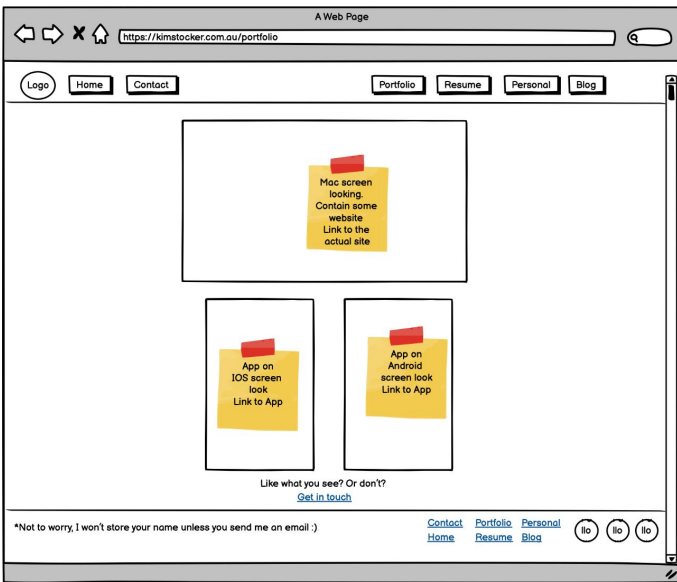 A Web Page
https://kimstocker.com.au/portfolio
Logo Home Contact Portfolio Resume Personal Blog
Mac screen
looking.
Contain some
website
Link to the
actual site
App on
IOS screen
look
Link to App
App on
Android
screen look
Link to App
Like what you see? Or don't?
Get in touch
*Not to worry, I won't store your name unless you send me an email :)
Contact Portfolio Personal
Home Resume Blog
llo llo llo